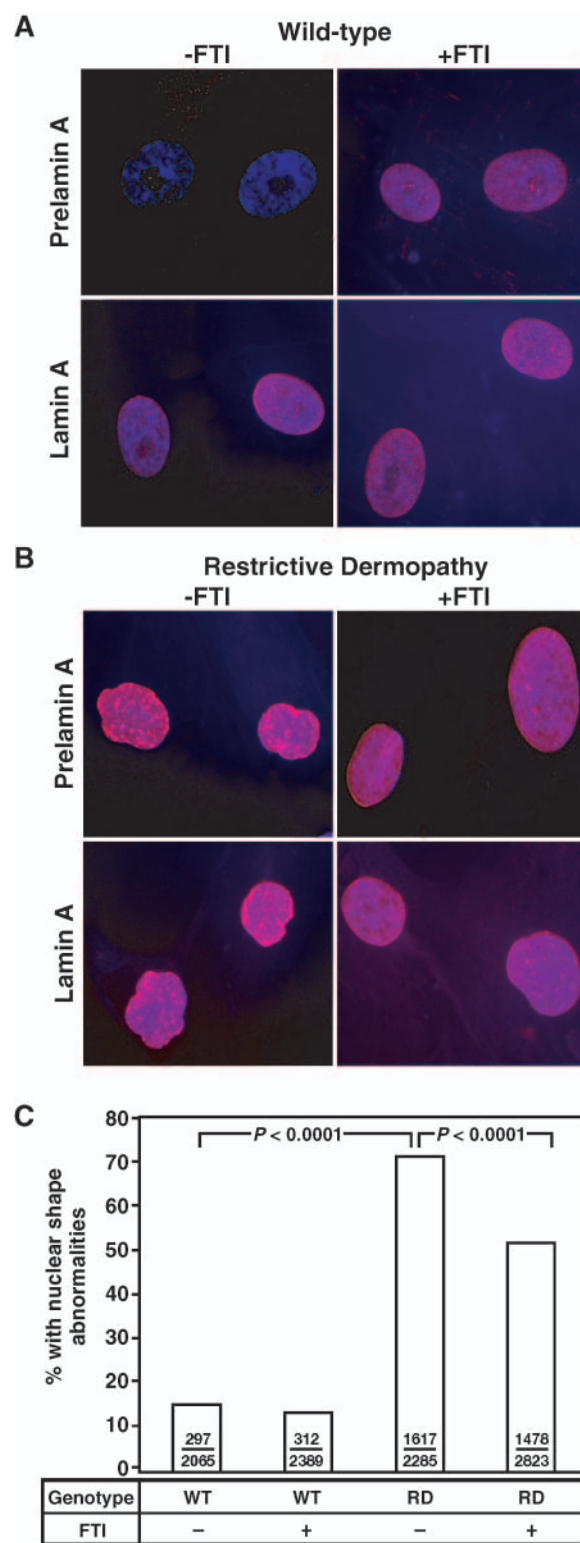 A
Wild-type
-FTI +FTI
Prelamin A
Lamin A
B
Restrictive Dermopathy
-FTI +FTI
Prelamin A
Lamin A
C
% with nuclear shape
abnormalities
80
70
60
50
40
30
20
10
0
P < 0.0001 P < 0.0001
297 312 1617 1478
2065 2389 2285 2823
Genotype WT WT RD RD
FTI – + – +